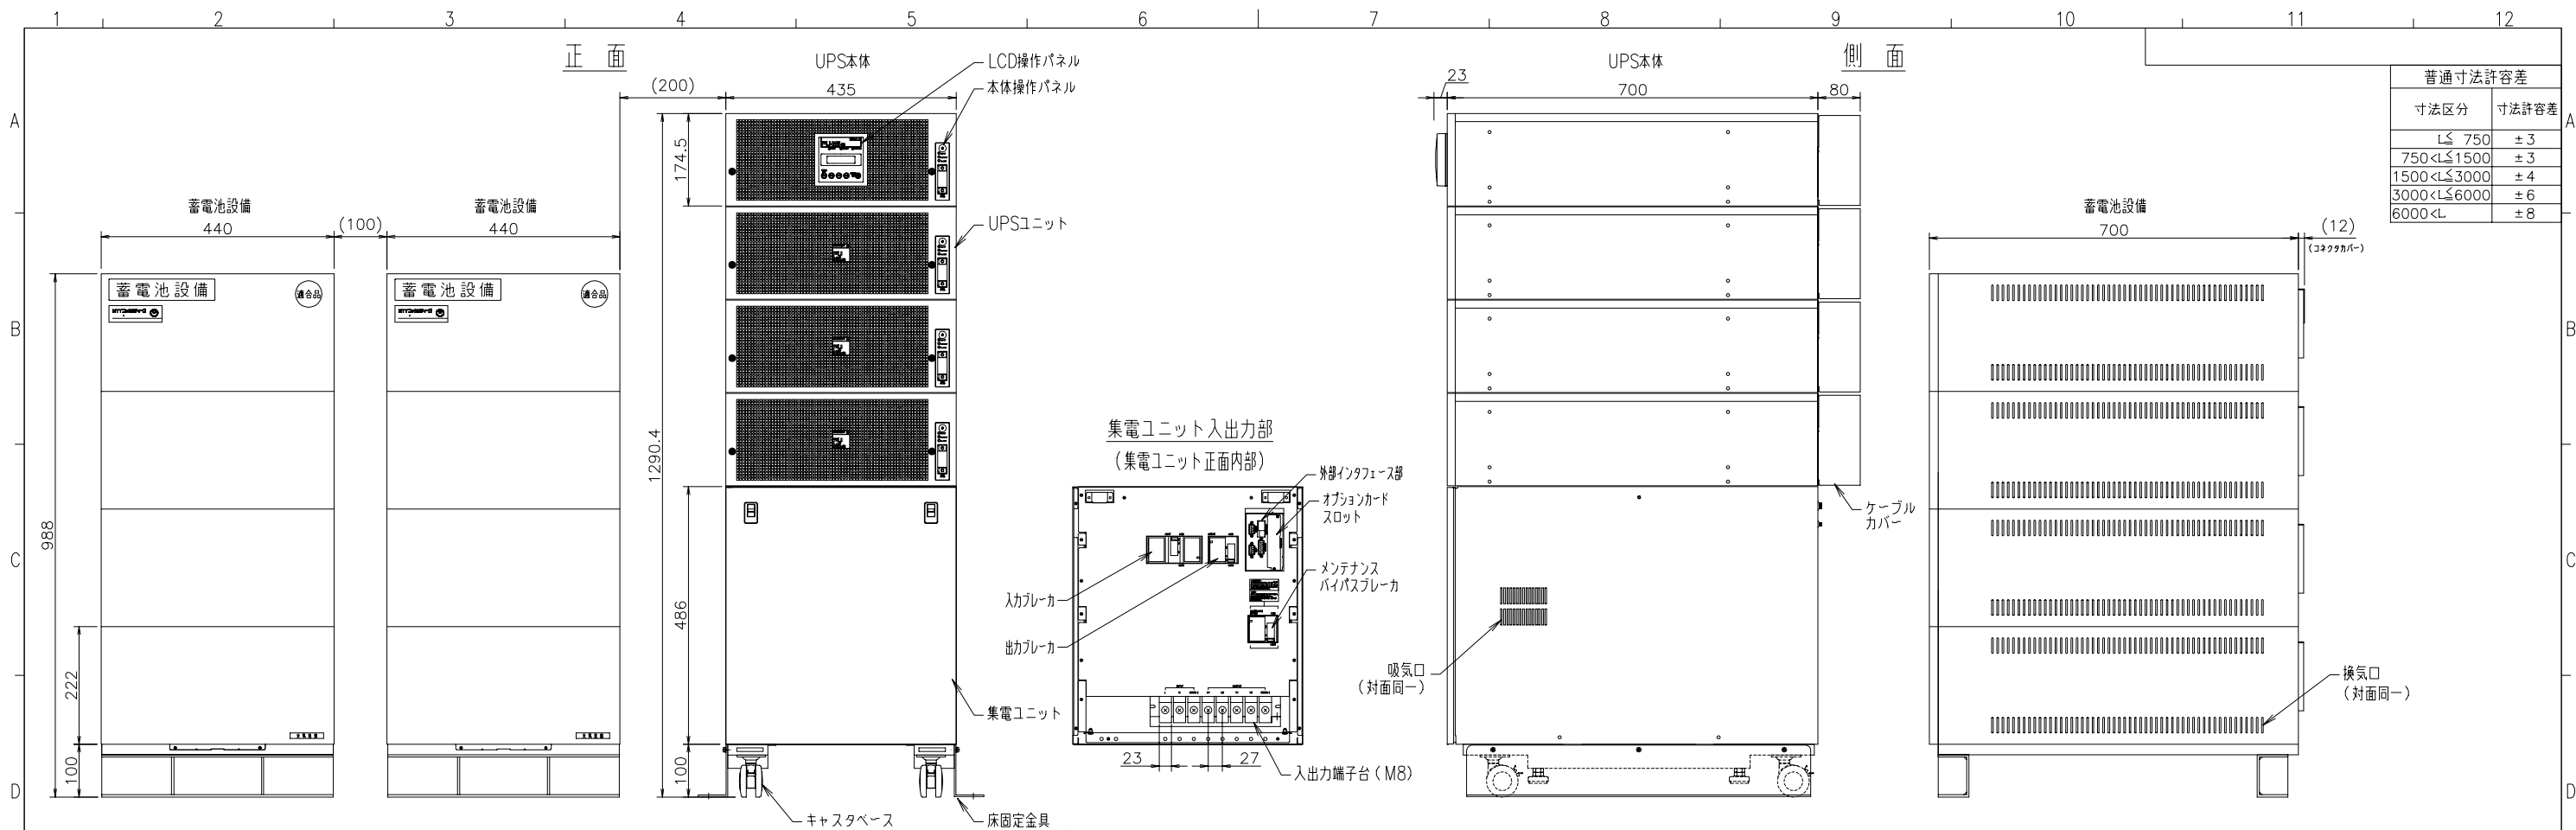 1 2 3 4 5 6 7 8 9 10 11 12
正 面
側 面
UPS本体
435
(200)
LCD操作パネル
本体操作パネル
UPSユニット
174.5
1290.4
486
100
蓄電池設備
440
(100)
蓄電池設備
440
蓄電池設備
適合品
蓄電池設備
適合品
988
222
100
集電ユニット
キャスタベース
床固定金具
集電ユニット入出力部
(集電ユニット正面内部)
外部インタフェース部
オプションカード
スロット
メンテナンス
バイパスブレーカ
入力ブレーカ
出力ブレーカ
23
27
入出力端子台(M8)
UPS本体
23
700
80
ケーブル
カバー
吸気口
(対面同一)
蓄電池設備
700
(12)
(コネクタカバー)
換気口
(対面同一)
普通寸法許容差
寸法区分 寸法許容差
L≦ 750 ±3
750<L≦1500 ±3
1500<L≦3000 ±4
3000<L≦6000 ±6
6000<L ±8
A
B
C
D
A
B
C
D